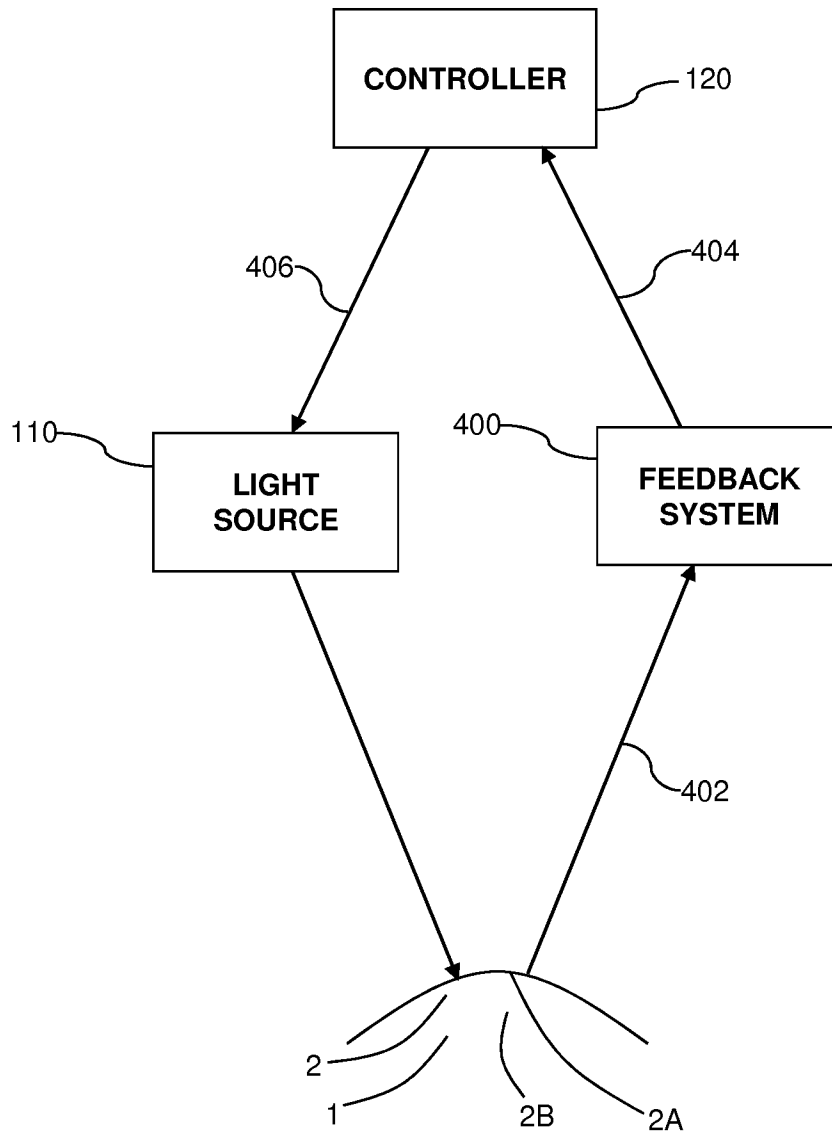 CONTROLLER
120
406
404
110
400
LIGHT
SOURCE
FEEDBACK
SYSTEM
402
2
1
2B
2A